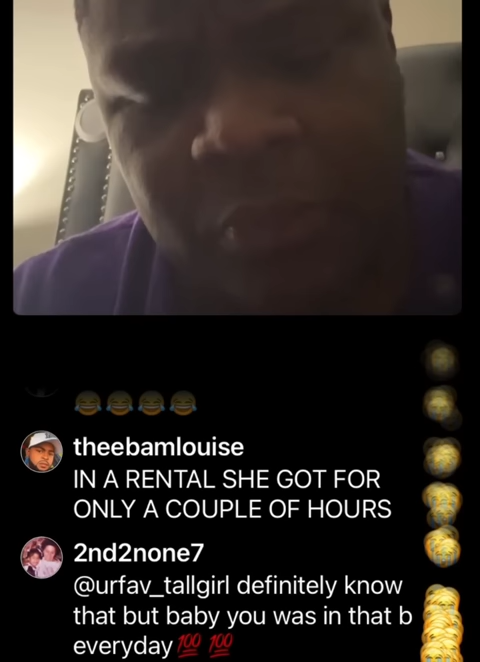 😂😂😂😂
theebamlouise
IN A RENTAL SHE GOT FOR
ONLY A COUPLE OF HOURS
2nd2none7
@urfav_tallgirl definitely know
that but baby you was in that b
everyday💯 💯